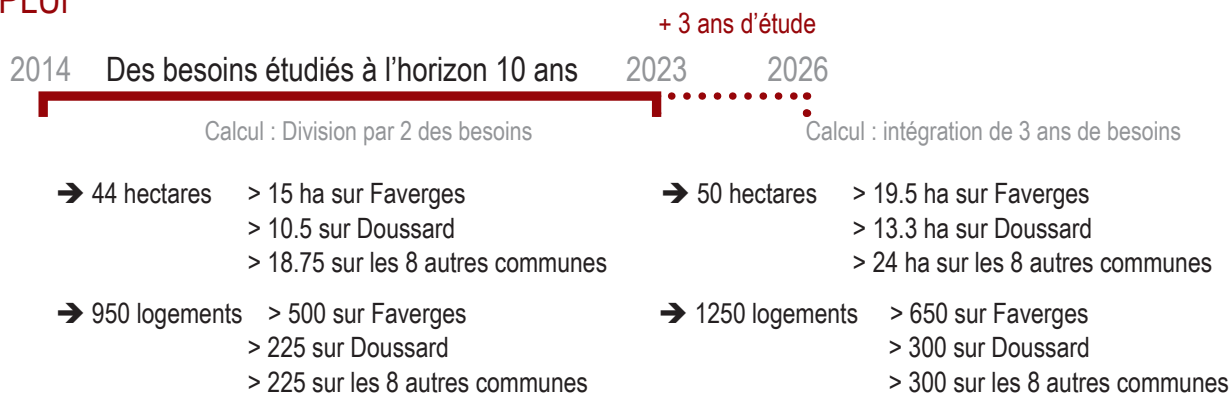 PLUi
+ 3 ans d’étude
2014 Des besoins étudiés à l’horizon 10 ans 2023 2026
Calcul : Division par 2 des besoins
Calcul : intégration de 3 ans de besoins
➔ 44 hectares > 15 ha sur Faverges
> 10.5 sur Doussard
> 18.75 sur les 8 autres communes
➔ 950 logements > 500 sur Faverges
> 225 sur Doussard
> 225 sur les 8 autres communes
➔ 50 hectares > 19.5 ha sur Faverges
> 13.3 ha sur Doussard
> 24 ha sur les 8 autres communes
➔ 1250 logements > 650 sur Faverges
> 300 sur Doussard
> 300 sur les 8 autres communes